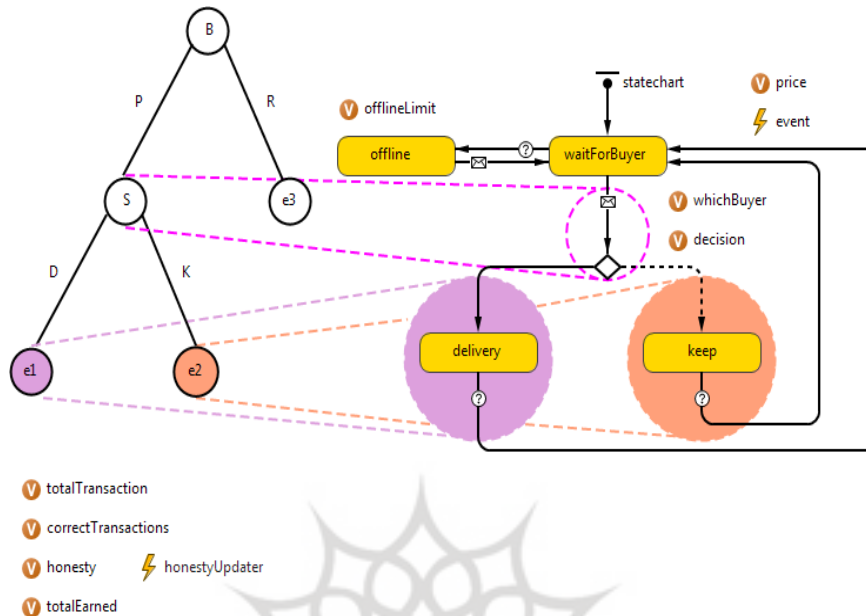 B
P
R
S
e3
D
K
e1
e2
statechart
V price
V offlineLimit
event
offline
?
waitForBuyer
V whichBuyer
V decision
delivery
keep
?
?
V totalTransaction
V correctTransactions
V honesty
honestyUpdater
V totalEarned